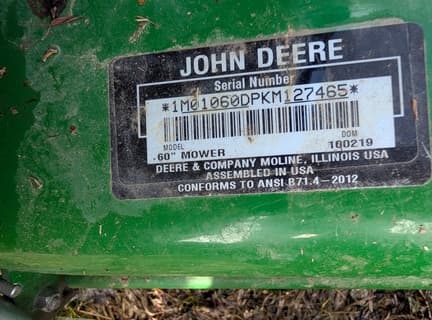 JOHN DEERE
Serial Number
*1M01060DPKM127465*
MODEL DOM
60" MOWER 100219
DEERE & COMPANY MOLINE, ILLINOIS USA
ASSEMBLED IN USA
CONFORMS TO ANSI B71.4-2012